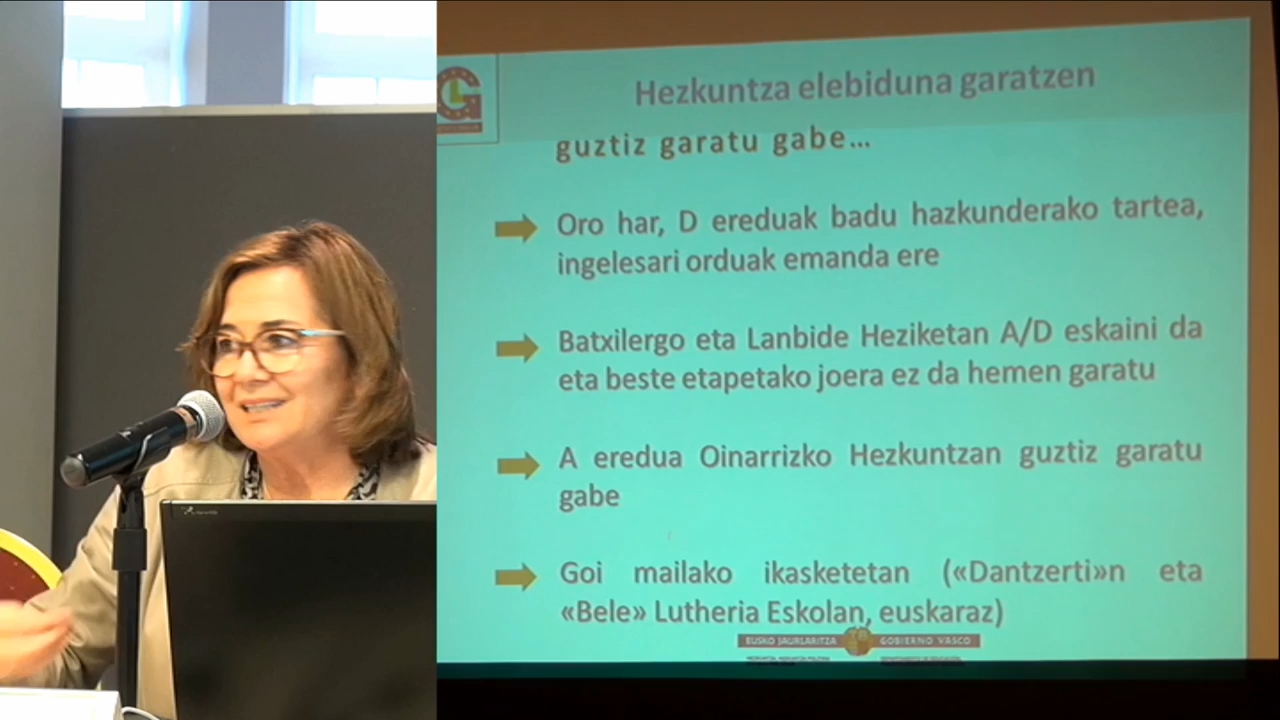 Hezkuntza elebiduna garatzen
guztiz garatu gabe...
Oro har, D ereduak badu hazkunderako tartea,
ingelesari orduak emanda ere
Batxilergo eta Lanbide Heziketan A/D eskaini da
eta beste etapetako joera ez da hemen garatu
A eredua Oinarrizko Hezkuntzan guztiz garatu
gabe
Goi mailako ikasketetan («Dantzerti»n eta
«Bele» Lutheria Eskolan, euskaraz)
EUSKO JAURLARITZA GOBIERNO VASCO